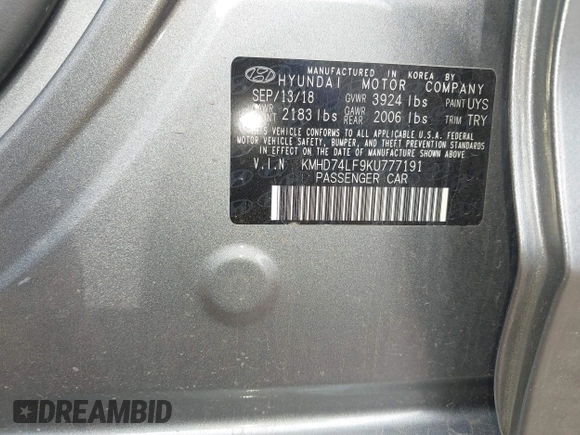 MANUFACTURED IN KOREA BY
HYUNDAI MOTOR COMPANY
SEP/13/18 GVWR 3924 lbs PAINT UYS
2183 lbs GAWR REAR 2006 lbs TRIM TRY
THIS VEHICLE CONFORMS TO ALL APPLICABLE U.S.A. FEDERAL
MOTOR VEHICLE SAFETY, BUMPER, AND THEFT PREVENTION
STANDARDS IN EFFECT ON THE DATE OF MANUFACTURE
SHOWN ABOVE.
V.I.N KMHD74LF9KU777191
PASSENGER CAR
DREAMBID